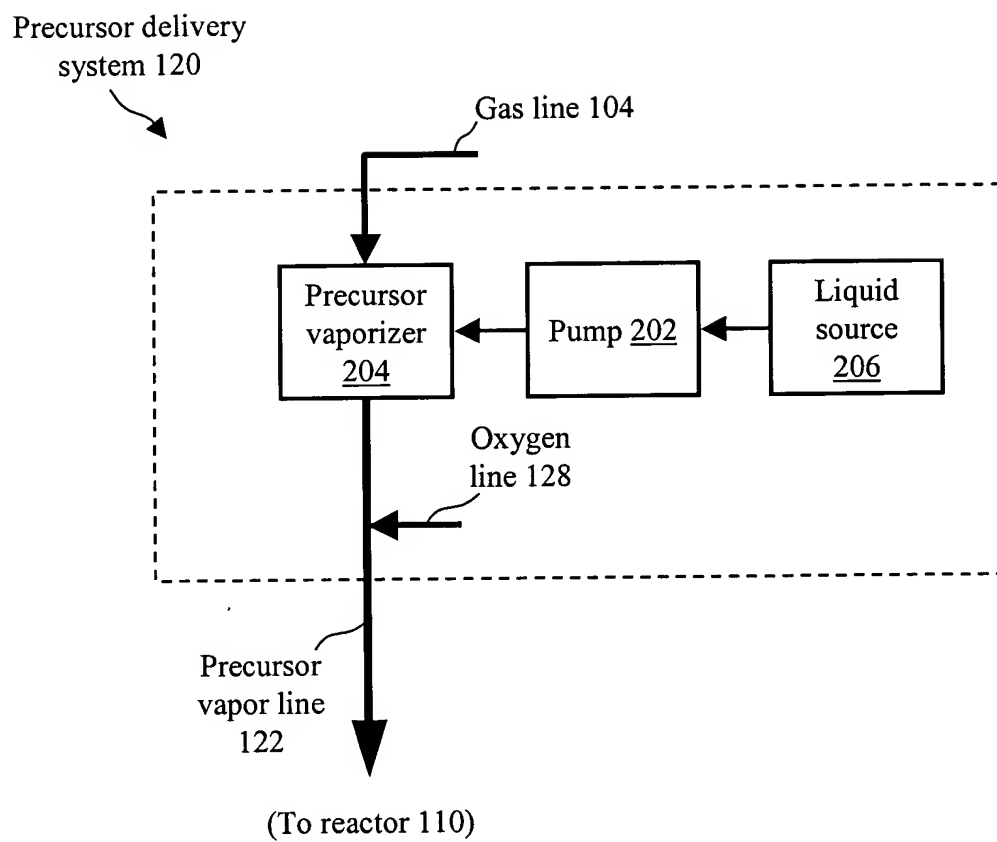 Precursor delivery
system 120
Gas line 104
Precursor
vaporizer
204
Pump 202
Liquid
source
206
Oxygen
line 128
Precursor
vapor line
122
(To reactor 110)